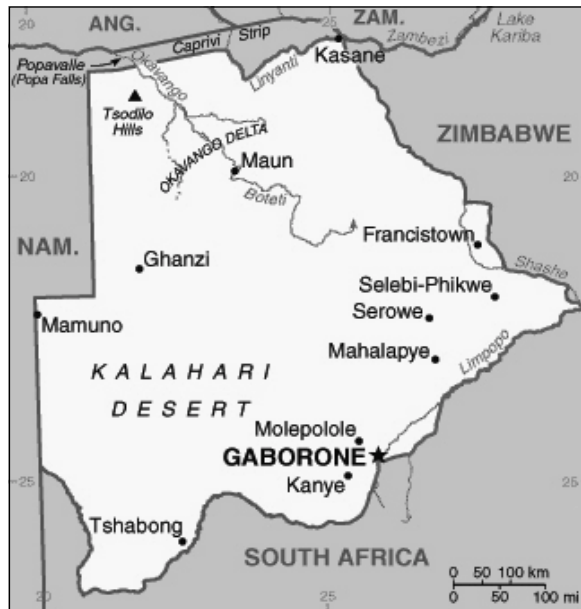 ANG.
25
ZAM.
Lake
Kariba
Caprivi Strip
Zambezi
Popavalle
(Popa Falls)
Okavango
Linyanti
Kasane
Tsodilo
Hills
OKAVANGO DELTA
ZIMBABWE
20
Maun
20
Boteti
NAM.
Francistown
Ghanzi
Shashe
Selebi-Phikwe
Mamuno
Serowe
Mahalapye
Limpopo
KALAHARI
DESERT
Molepolole
GABORONE
Kanye
25
25
Tshabong
SOUTH AFRICA
0 50 100 km
0 50 100 mi
20
25